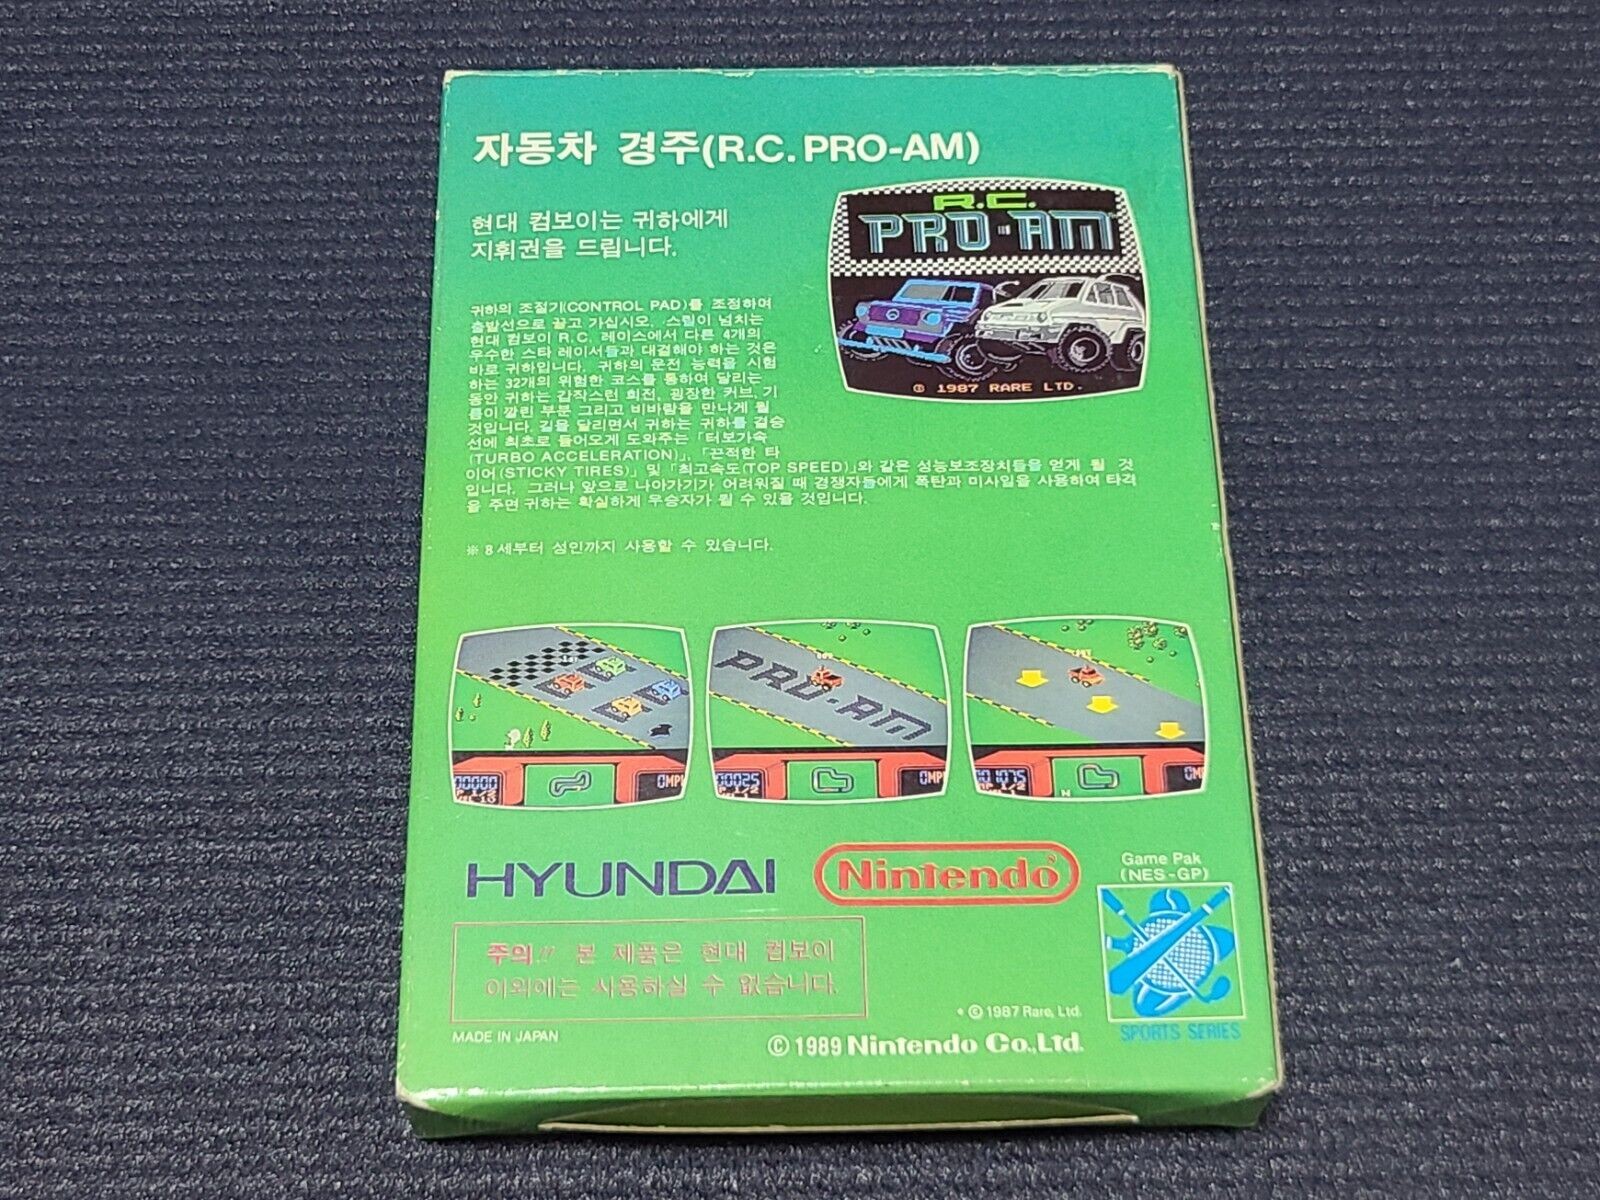 자동차 경주(R.C. PRO-AM)
R.C.
PRO-AM
© 1987 RARE LTD.
현대 컴보이는 귀하에게
지휘권을 드립니다.
귀하의 조절기(CONTROL PAD)를 조정하며
출발선으로 끌고 가십시오. 스릴이 넘치는
현대 컴보이 R.C. 레이스에서 다른 4개의
우수한 스타 레이서들과 대결해야 하는 것은
바로 귀하입니다. 귀하의 운전 능력을 시험
하는 32개의 위험한 코스를 통하여 달리는
동안 귀하는 갑작스런 회전, 굉장한 커브, 기
름이 깔린 부분 그리고 비바람을 만나게 될
것입니다. 길을 달리면서 귀하는 귀하를 결승
선에 최초로 들어오게 도와주는 「터보가속
(TURBO ACCELERATION)」, 「끈적한 타
이어(STICKY TIRES)」 및 「최고속도(TOP SPEED)」와 같은 성능보조장치들을 얻게 될 것
입니다. 그러나 앞으로 나아가기가 어려워질 때 경쟁자들에게 폭탄과 미사일을 사용하여 타격
을 주면 귀하는 확실하게 우승자가 될 수 있을 것입니다.
※ 8세부터 성인까지 사용할 수 있습니다.
PRO-AM
00000
0MPH
1/2
00025
0MP
1/2
01075
0M
1/2
HYUNDAI
Nintendo®
Game Pak
(NES-GP)
주의!! 본 제품은 현대 컴보이
이외에는 사용하실 수 없습니다.
SPORTS SERIES
MADE IN JAPAN
* © 1987 Rare, Ltd.
© 1989 Nintendo Co., Ltd.